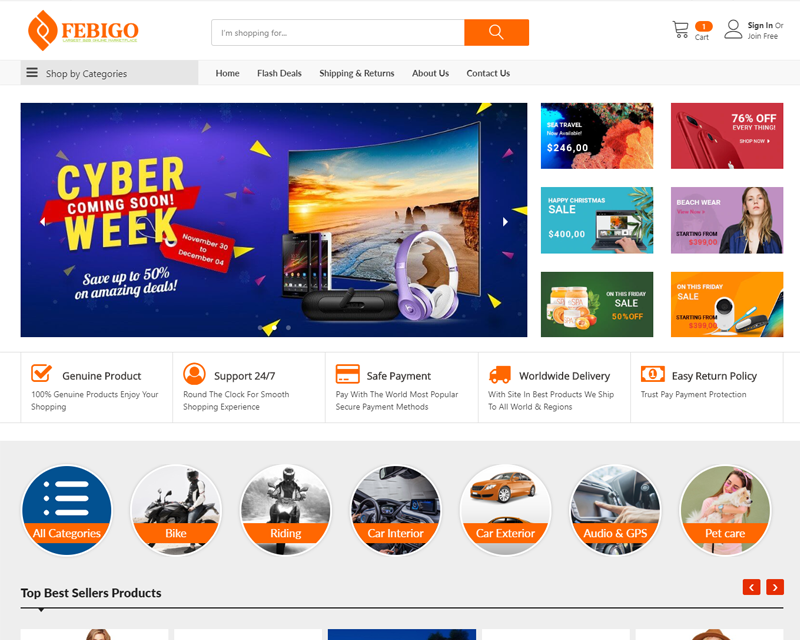 FEBIGO
I'm shopping for...
1
Cart
Sign In Or
Join Free
Shop by Categories
Home
Flash Deals
Shipping & Returns
About Us
Contact Us
CYBER
COMING SOON!
WEEK
November 30
to
December 04
Save up to 50%
on amazing deals!
SEA TRAVEL
Now Available!
$246,00
76% OFF
EVERY THING!
SHOP NOW
HAPPY CHRISTMAS
SALE
$400,00
BEACH WEAR
View Now >
STARTING FROM
$399,00
ON THIS FRIDAY
SALE
50%OFF
SPA
ON THIS FRIDAY
SALE
STARTING FROM
$399,00
Genuine Product
100% Genuine Products Enjoy Your
Shopping
Support 24/7
Round The Clock For Smooth
Shopping Experience
Safe Payment
Pay With The World Most Popular
Secure Payment Methods
Worldwide Delivery
With Site In Best Products We Ship
To All World & Regions
Easy Return Policy
Trust Pay Payment Protection
All Categories
Bike
Riding
Car Interior
Car Exterior
Audio & GPS
Pet care
Top Best Sellers Products